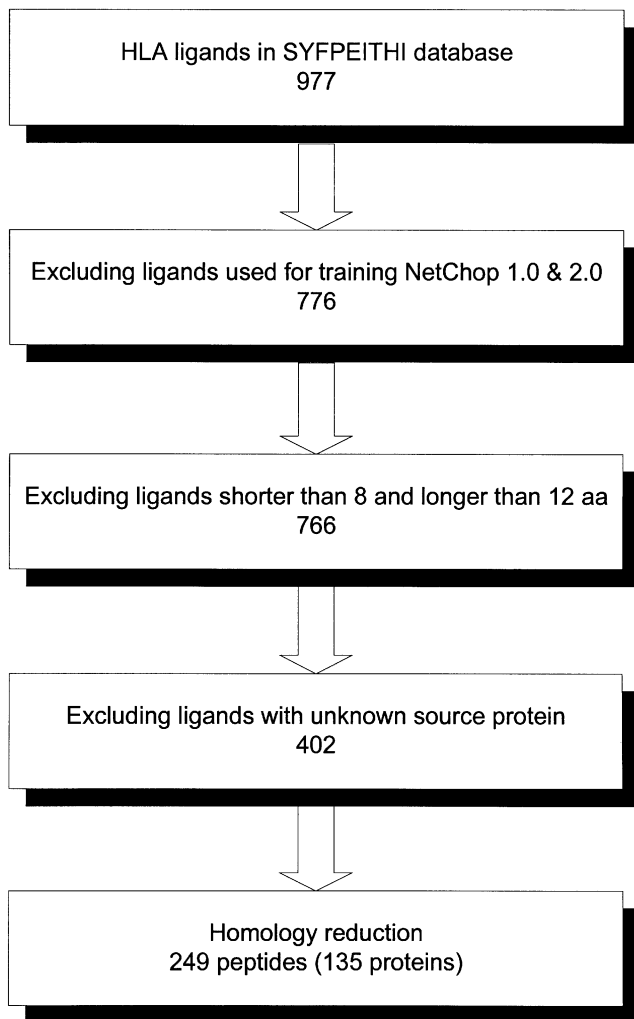 HLA ligands in SYFPEITHI database
977
Excluding ligands used for training NetChop 1.0 & 2.0
776
Excluding ligands shorter than 8 and longer than 12 aa
766
Excluding ligands with unknown source protein
402
Homology reduction
249 peptides (135 proteins)